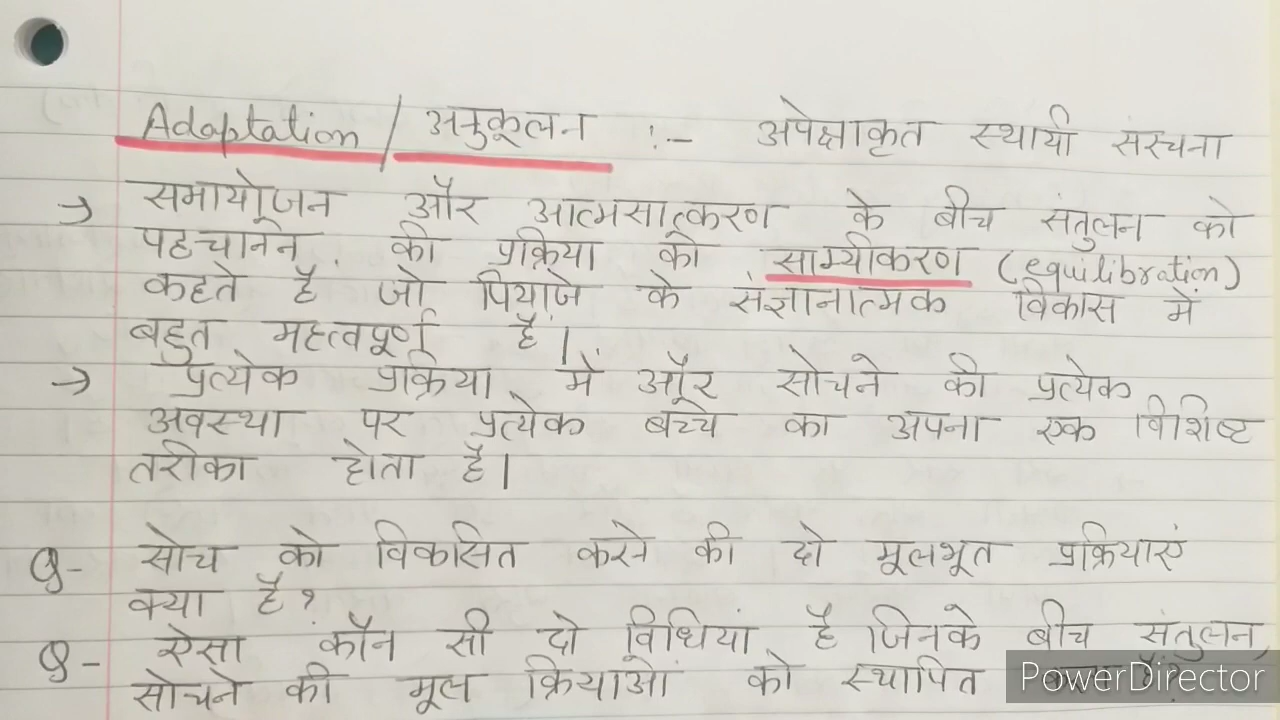 Adaptation / अनुकूलन :- अपेक्षाकृत स्थायी संरचना
→ समायोजन और आत्मसात्करण के बीच संतुलन को
पहचानने की प्रक्रिया को साम्यीकरण (equilibration)
कहते हैं जो पियाजे के संज्ञानात्मक विकास में
बहुत महत्वपूर्ण हैं।
→ प्रत्येक प्रक्रिया में और सोचने की प्रत्येक
अवस्था पर प्रत्येक बच्चे का अपना एक विशिष्ट
तरीका होता है।
Q- सोच को विकसित करने की दो मूलभूत प्रक्रियाएं
क्या है?
Q- ऐसा कौन सी दो विधियां है जिनके बीच संतुलन,
सोचने की मूल क्रियाओं को स्थापित
PowerDirector